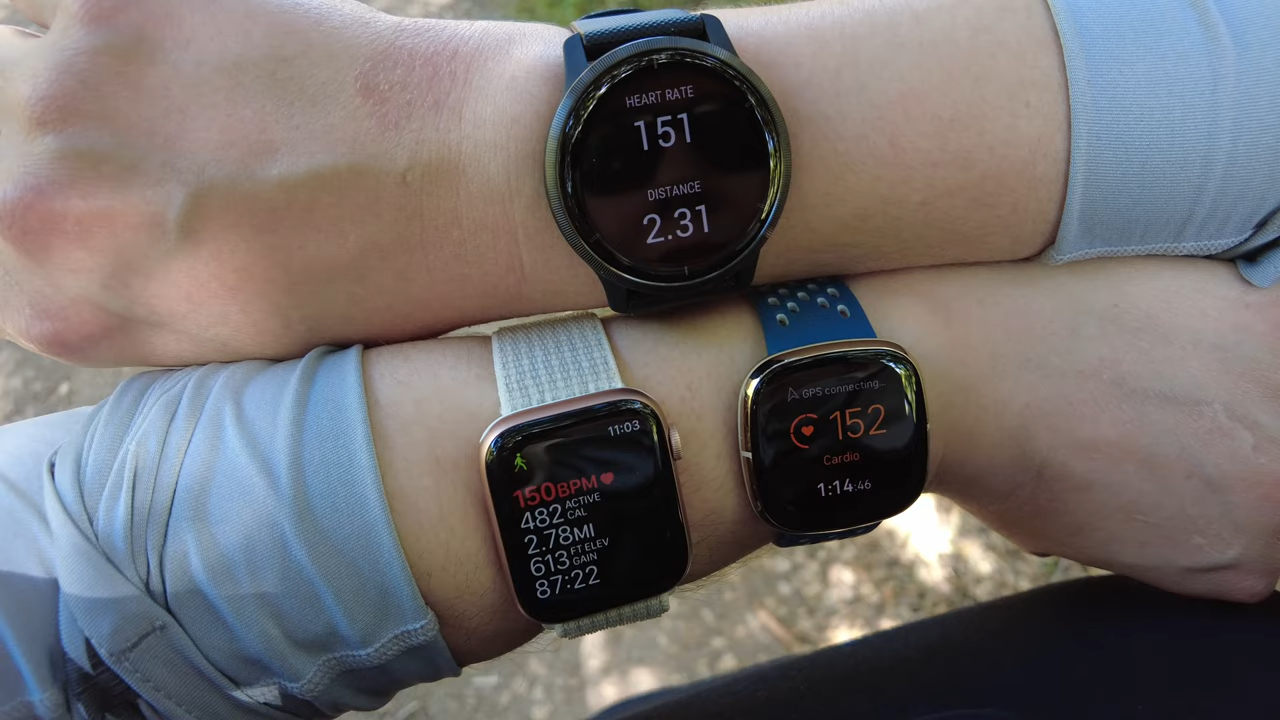 HEART RATE
151
DISTANCE
2.31
11:03
150BPM
482 ACTIVE CAL
2.78MI
613 FT ELEV GAIN
87:22
GPS connecting...
152
Cardio
1:14:46